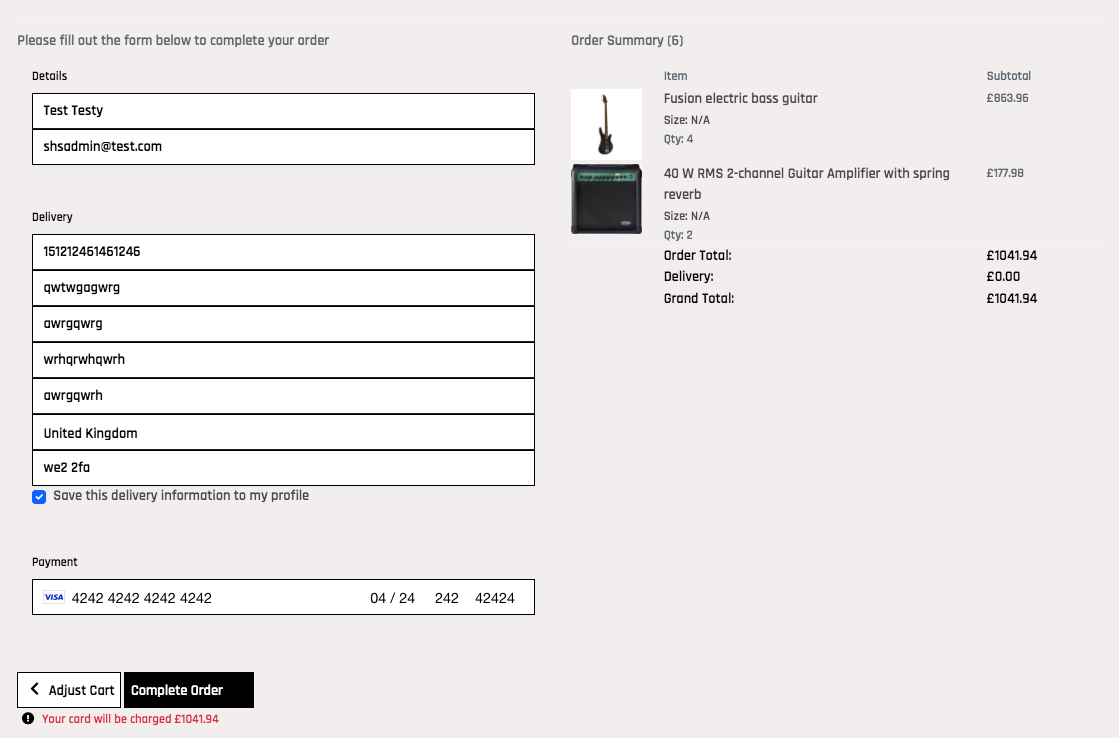 Please fill out the form below to complete your order
Details
Test Testy
shsadmin@test.com
Delivery
151212461461246
qwtwgagwrg
awrgqwrg
wrhqrwhqwrh
awrgqwrh
United Kingdom
we2 2fa
Save this delivery information to my profile
Payment
VISA 4242 4242 4242 4242 04 / 24 242 42424
Adjust Cart Complete Order
Your card will be charged £1041.94
Order Summary (6)
Item Subtotal
Fusion electric bass guitar £863.96
Size: N/A
Qty: 4
40 W RMS 2-channel Guitar Amplifier with spring £177.98
reverb
Size: N/A
Qty: 2
Order Total: £1041.94
Delivery: £0.00
Grand Total: £1041.94